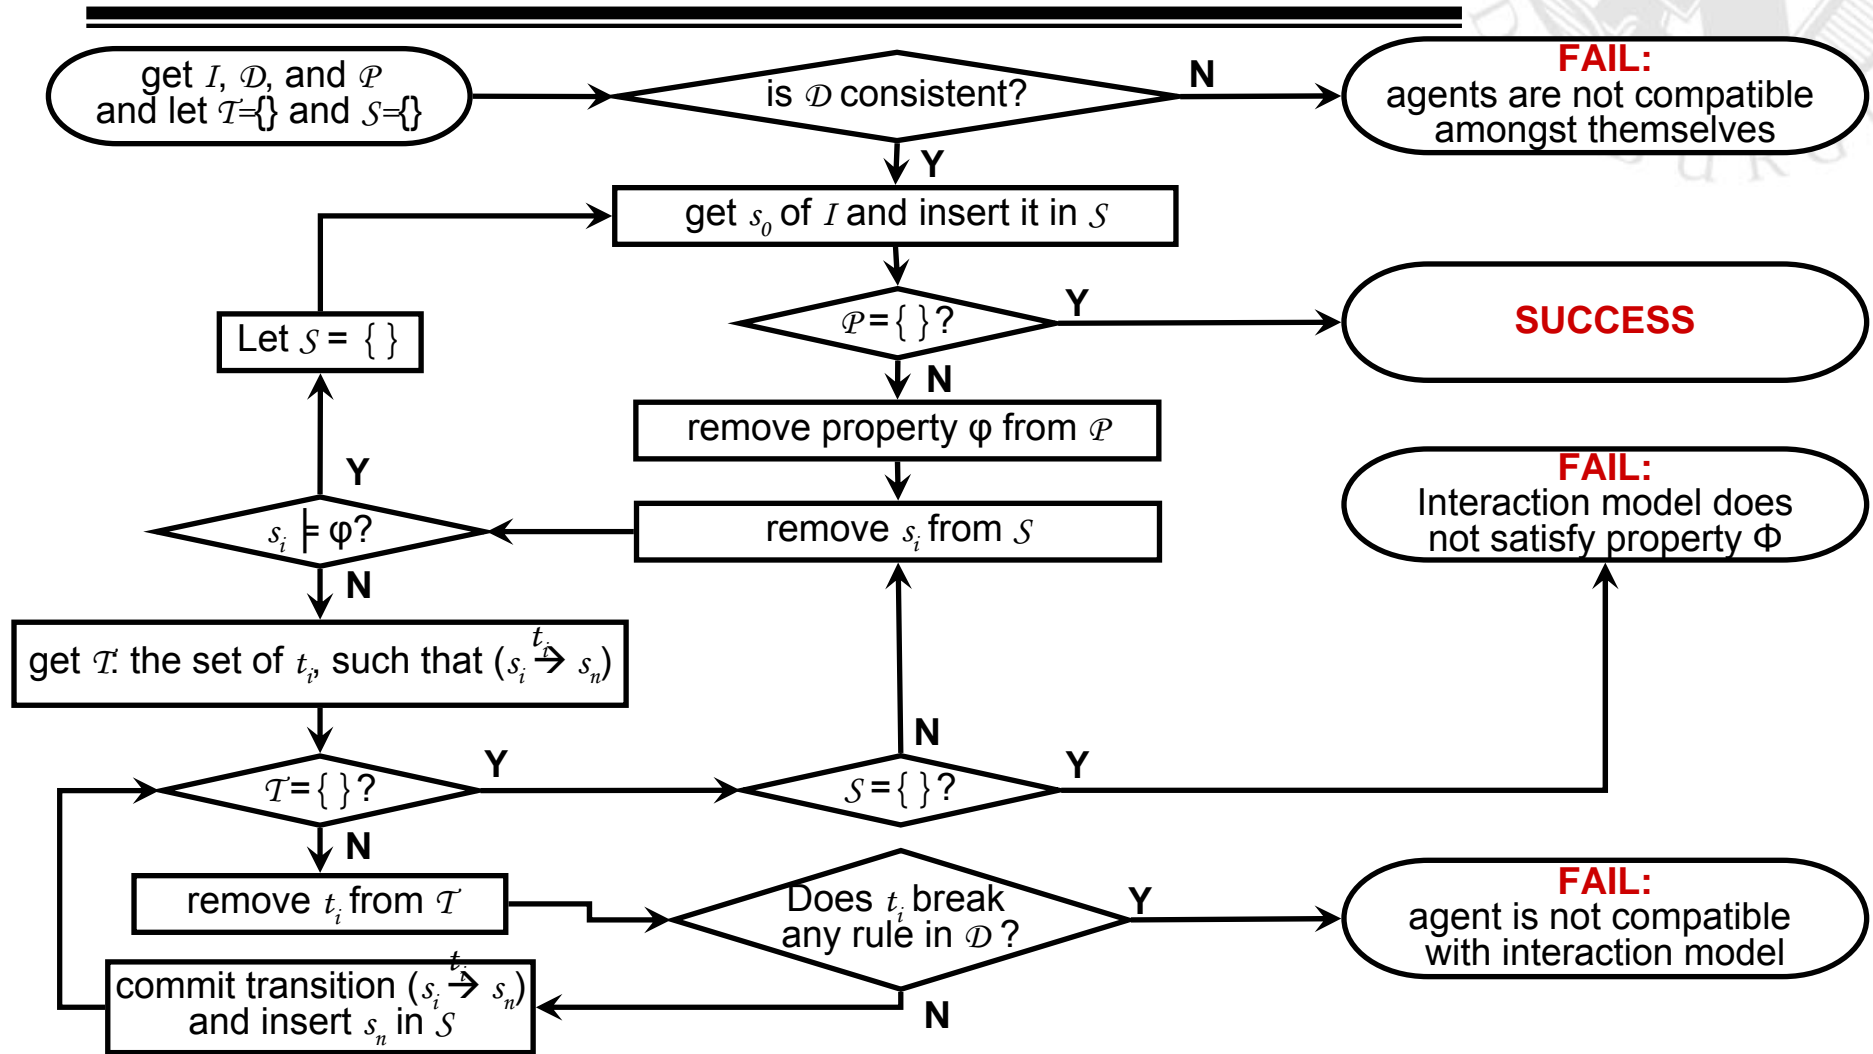 get I, 𝒟, and 𝒫
and let 𝒯={} and 𝒮={}
is 𝒟 consistent?
N
FAIL:
agents are not compatible
amongst themselves
U R G
Y
get s₀ of I and insert it in 𝒮
Let 𝒮 = { }
𝒫 = { } ?
Y
SUCCESS
N
remove property φ from 𝒫
Y
sᵢ ⊨ φ?
remove sᵢ from 𝒮
FAIL:
Interaction model does
not satisfy property Φ
N
get 𝒯: the set of tᵢ, such that (sᵢ →tᵢ sₙ)
N
𝒯 = { } ?
Y
𝒮 = { } ?
Y
N
remove tᵢ from 𝒯
Does tᵢ break
any rule in 𝒟 ?
Y
FAIL:
agent is not compatible
with interaction model
commit transition (sᵢ →tᵢ sₙ)
and insert sₙ in 𝒮
N